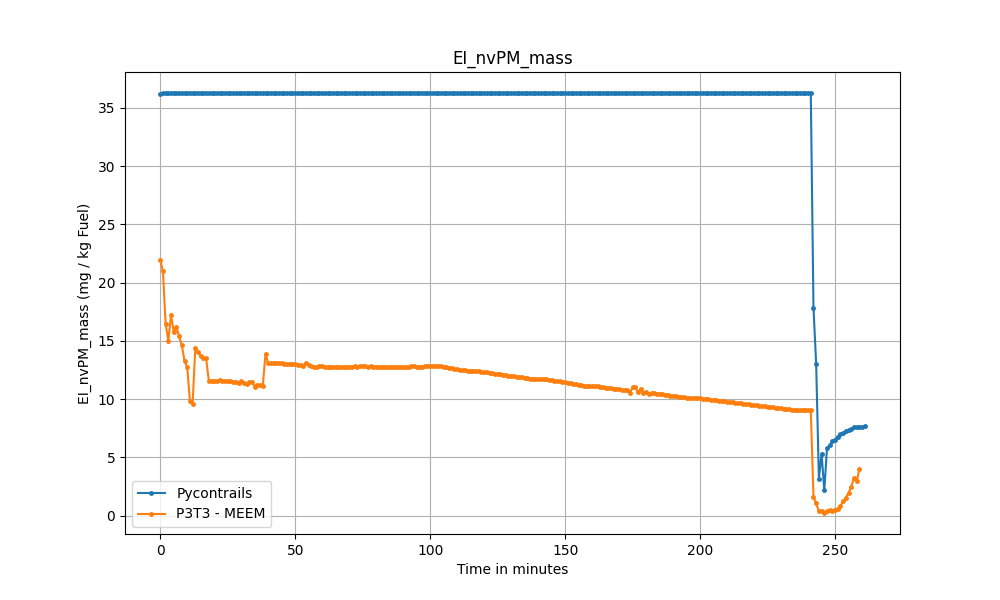 EI_nvPM_mass
EI_nvPM_mass (mg / kg Fuel)
35
30
25
20
15
10
5
0
Pycontrails
P3T3 - MEEM
0 50 100 150 200 250
Time in minutes